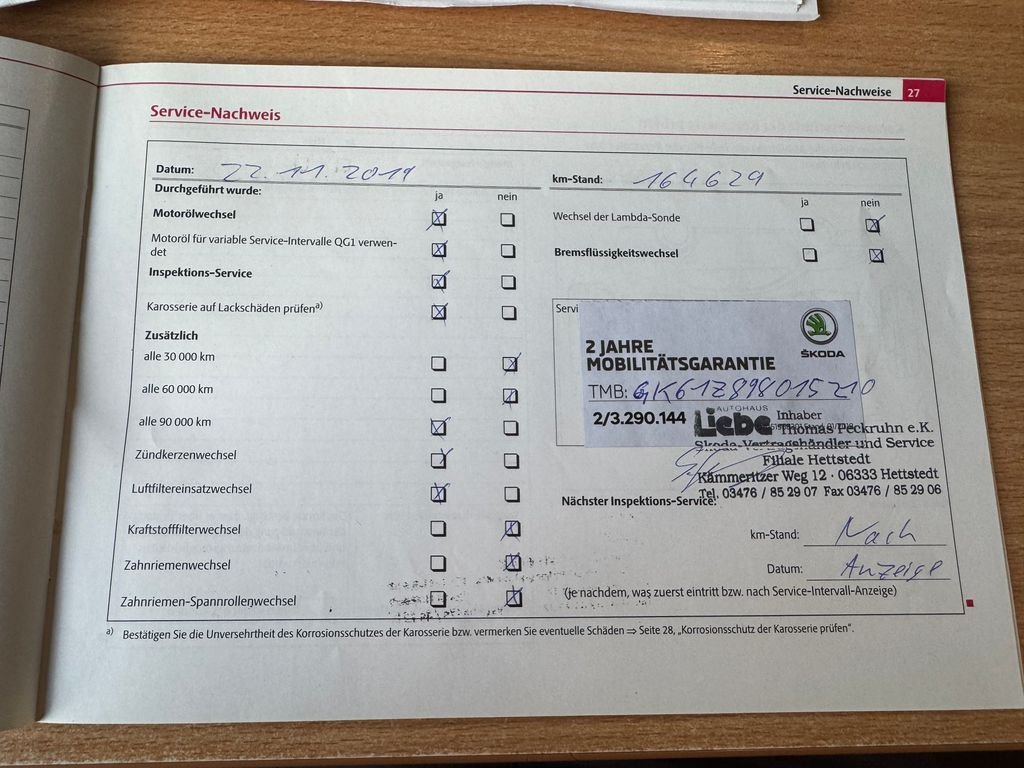 Service-Nachweise 27
Service-Nachweis
Datum: 22.11.2019
km-Stand: 164629
Durchgeführt wurde:
ja nein
Motorölwechsel
Motoröl für variable Service-Intervalle QG1 verwen-
det
Inspektions-Service
Karosserie auf Lackschäden prüfen a)
Zusätzlich
alle 30 000 km
alle 60 000 km
alle 90 000 km
Zündkerzenwechsel
Luftfiltereinsatzwechsel
Kraftstofffilterwechsel
Zahnriemenwechsel
Zahnriemen-Spannrollenwechsel
ja nein
Wechsel der Lambda-Sonde
Bremsflüssigkeitswechsel
Servi
ŠKODA
2 JAHRE
MOBILITÄTSGARANTIE
TMB: GK61Z898015210
2/3.290.144
AUTOHAUS
Liebe Inhaber
Thomas Peckruhn e.K.
Skoda-Vertragshändler und Service
Filiale Hettstedt
Kämmeritzer Weg 12 · 06333 Hettstedt
Tel. 03476 / 85 29 07 Fax 03476 / 85 29 06
Nächster Inspektions-Service:
km-Stand: Nach
Datum: Anzeige
(je nachdem, was zuerst eintritt bzw. nach Service-Intervall-Anzeige)
a) Bestätigen Sie die Unversehrtheit des Korrosionsschutzes der Karosserie bzw. vermerken Sie eventuelle Schäden ⇒ Seite 28, „Korrosionsschutz der Karosserie prüfen“.